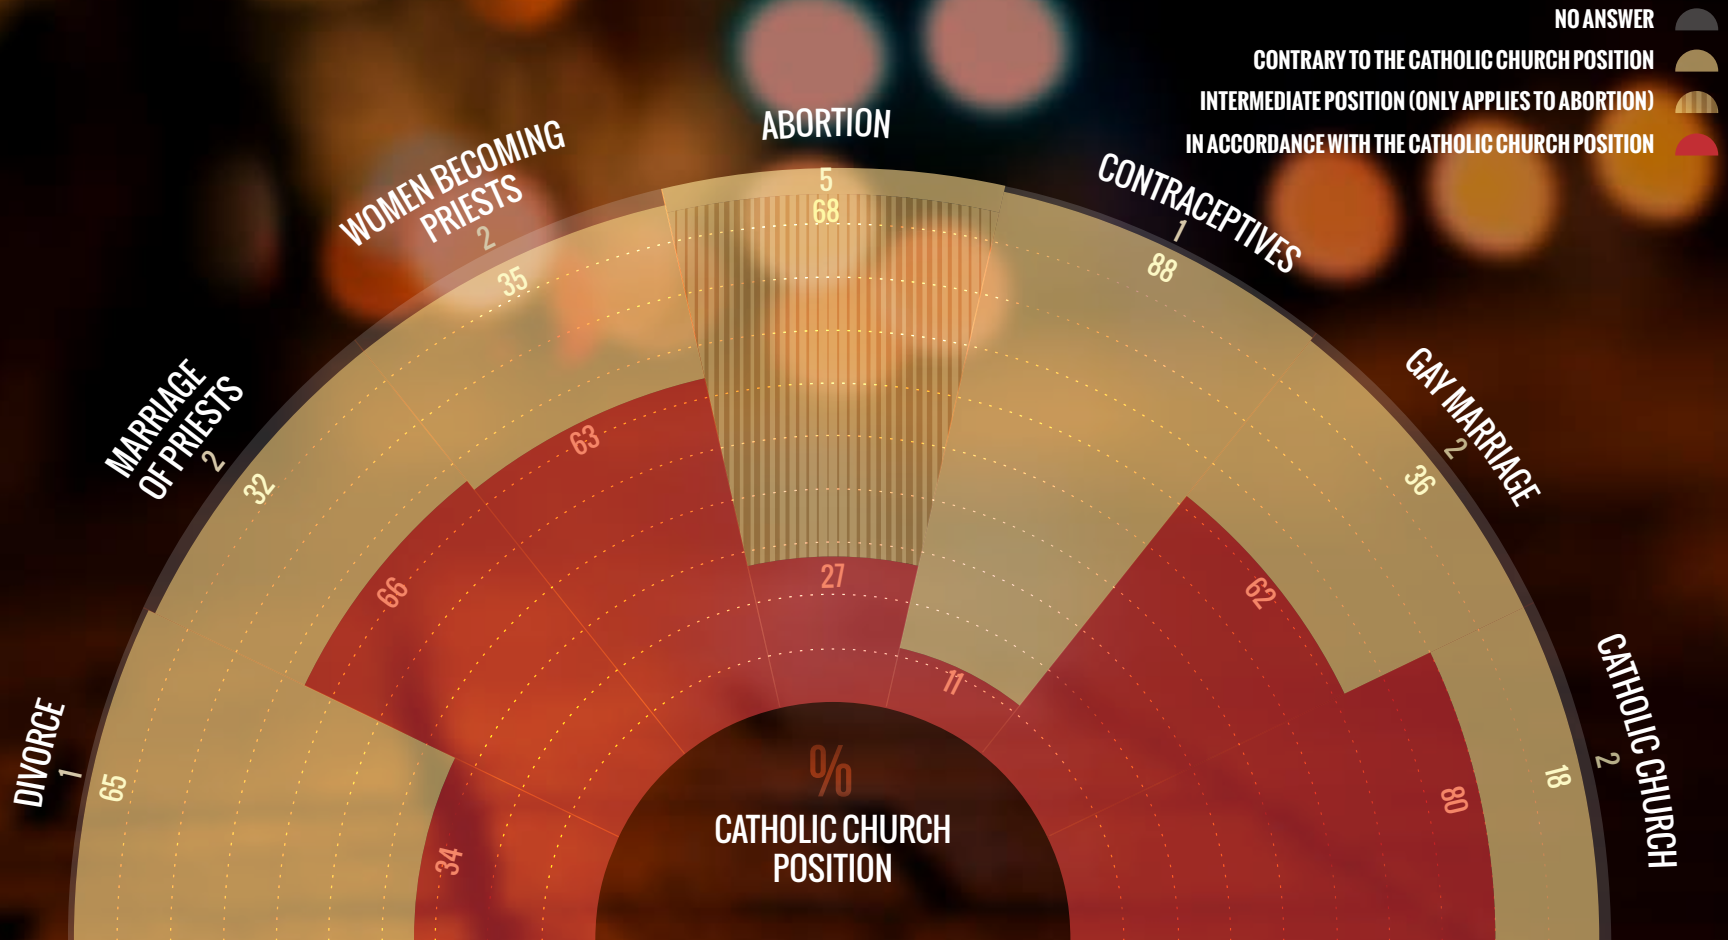 NO ANSWER
CONTRARY TO THE CATHOLIC CHURCH POSITION
INTERMEDIATE POSITION (ONLY APPLIES TO ABORTION)
IN ACCORDANCE WITH THE CATHOLIC CHURCH POSITION
DIVORCE
1
65
34
MARRIAGE
OF PRIESTS
2
32
66
WOMEN BECOMING
PRIESTS
2
35
63
ABORTION
5
68
27
CONTRACEPTIVES
1
88
11
GAY MARRIAGE
2
36
62
CATHOLIC CHURCH
2
18
80
%
CATHOLIC CHURCH
POSITION